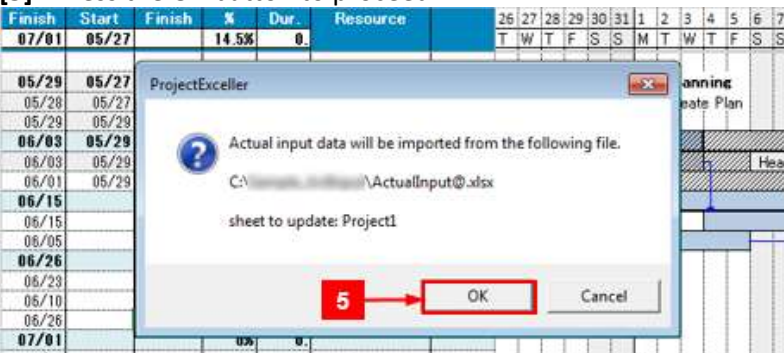 Finish Start Finish % Dur. Resource 26 27 28 29 30 31 1 2 3 4 5 6
07/01 05/27 14.5% 0. T W T F S S M T W T F S S
05/29 05/27 anning
05/28 05/27 eate Plan
05/29 05/29
06/03 05/29
06/03 05/29 Hea
06/01 05/29
06/15
06/15
06/05
06/26
06/23
06/10
06/26
07/01 0% 0.
ProjectExceller
Actual input data will be imported from the following file.
C:\ \ActualInput@.xlsx
sheet to update: Project1
5 OK Cancel